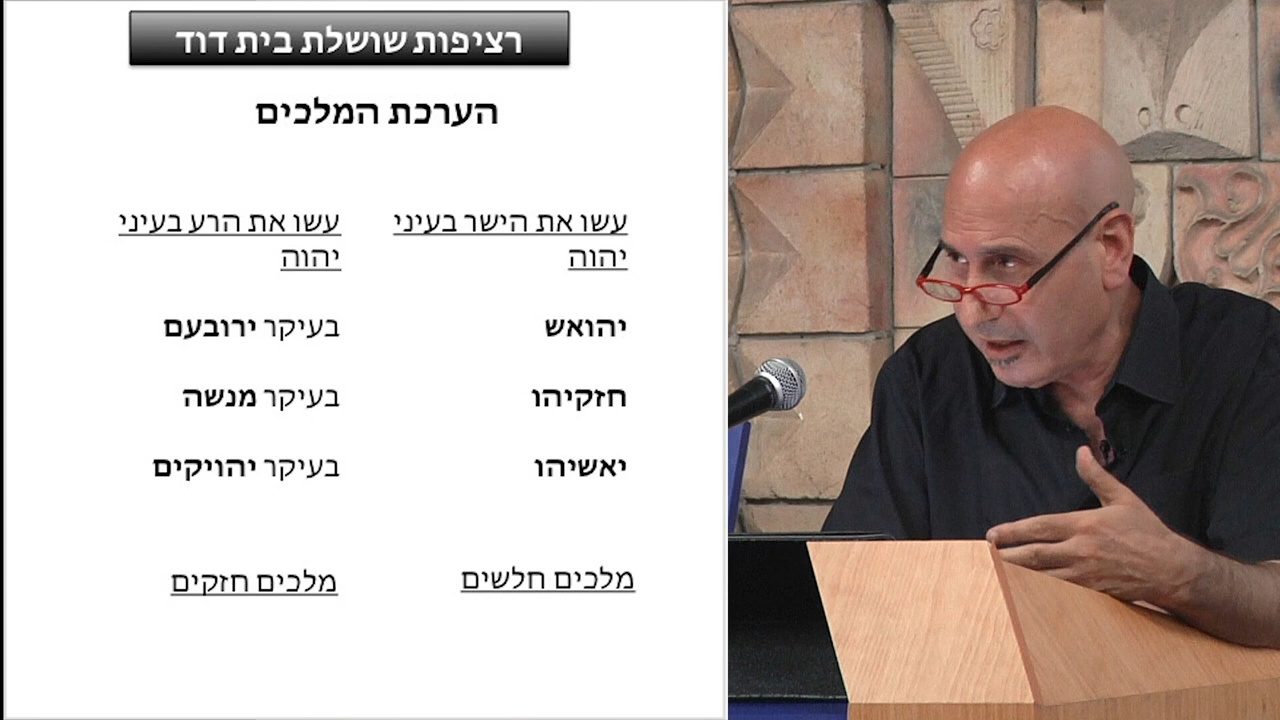 רציפות שושלת בית דוד
הערכת המלכים
עשו את הישר בעיני
יהוה
עשו את הרע בעיני
יהוה
יהואש
בעיקר ירובעם
חזקיהו
בעיקר מנשה
יאשיהו
בעיקר יהויקים
מלכים חלשים
מלכים חזקים